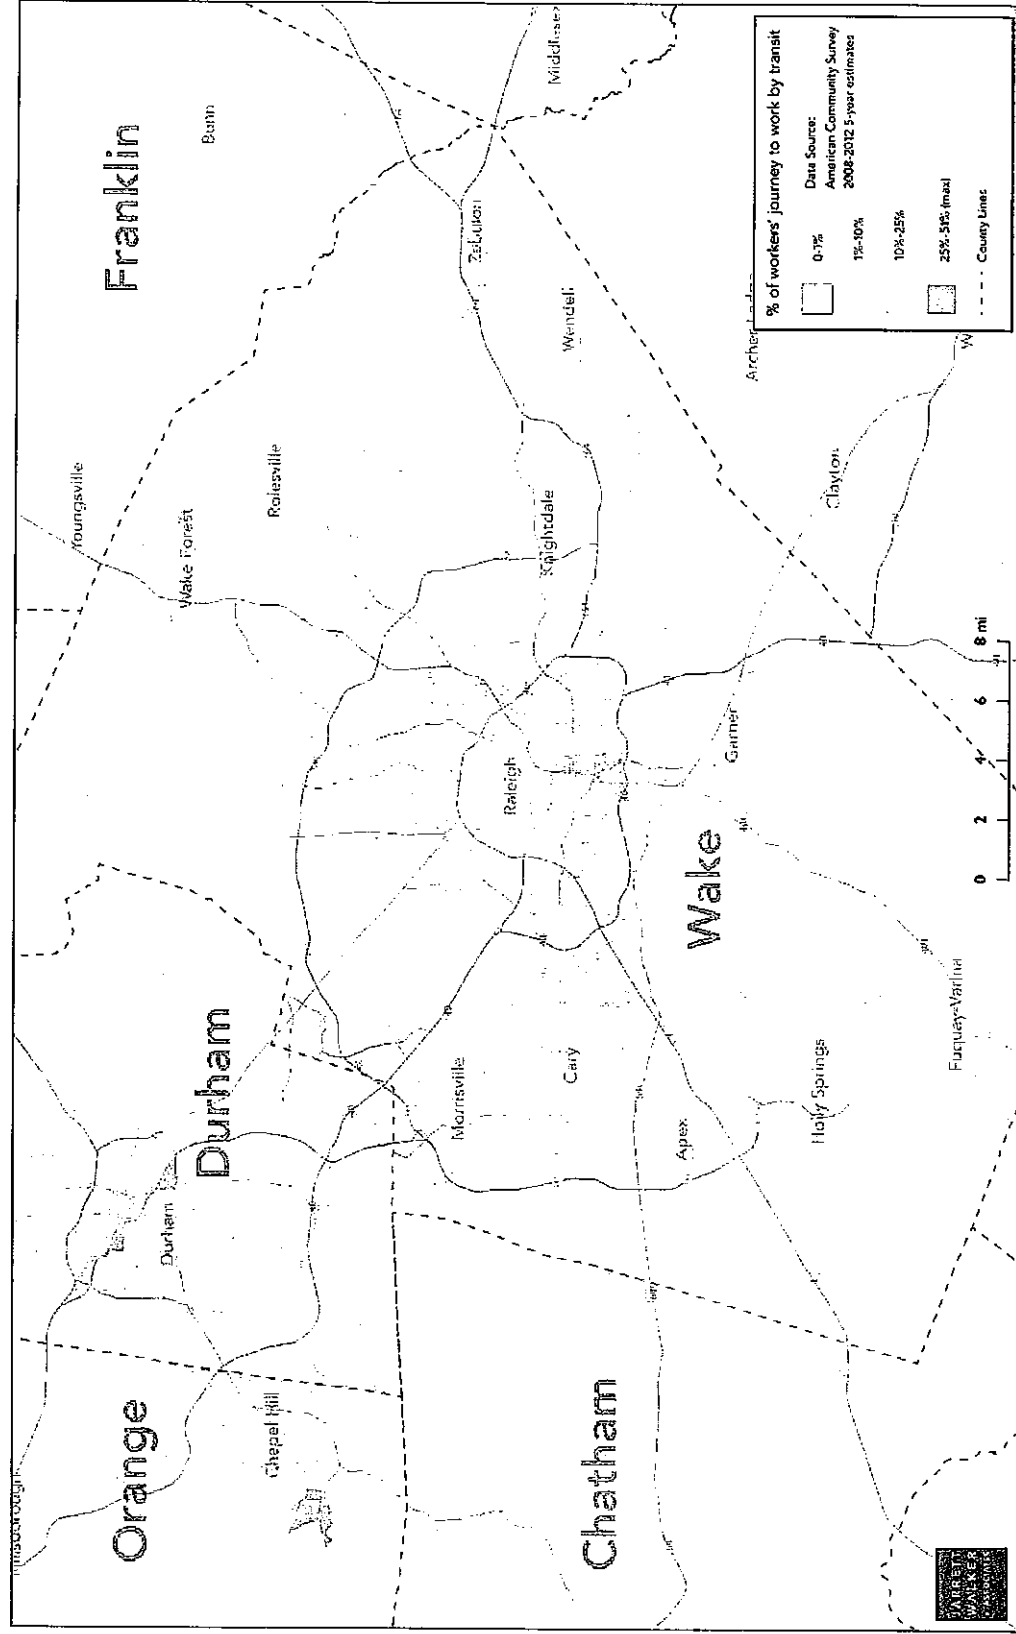 Franklin
Bunn
Youngsville
Wake Forest
Rolesville
Zebulon
Middlesex
Wendell
Knightdale
Clayton
Raleigh
Garner
Wake
Durham
Durham
Morrisville
Cary
Apex
Holly Springs
Fuquay-Varina
Orange
Chapel Hill
Chatham
0 2 4 6 8 mi
% of workers' journey to work by transit
0-1%
1%-10%
10%-25%
25%-51% (max)
County Lines
Data Source:
American Community Survey
2008-2012 5-year estimates
WALKER
ASSOCIATES